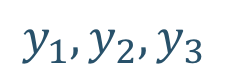 y₁, y₂, y₃